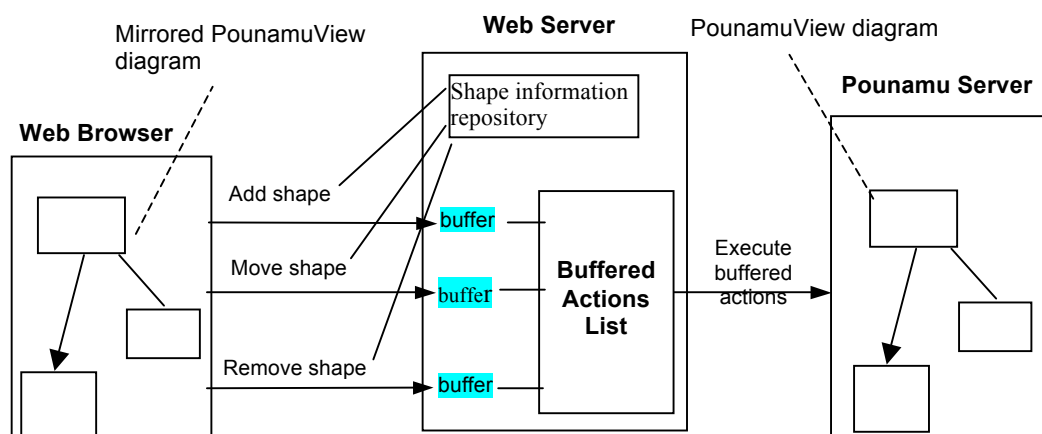 Web Server
Mirrored PounamuView
diagram
PounamuView diagram
Pounamu Server
Web Browser
Shape information
repository
Add shape
buffer
Move shape
buffer
Remove shape
buffer
Buffered
Actions
List
Execute
buffered
actions